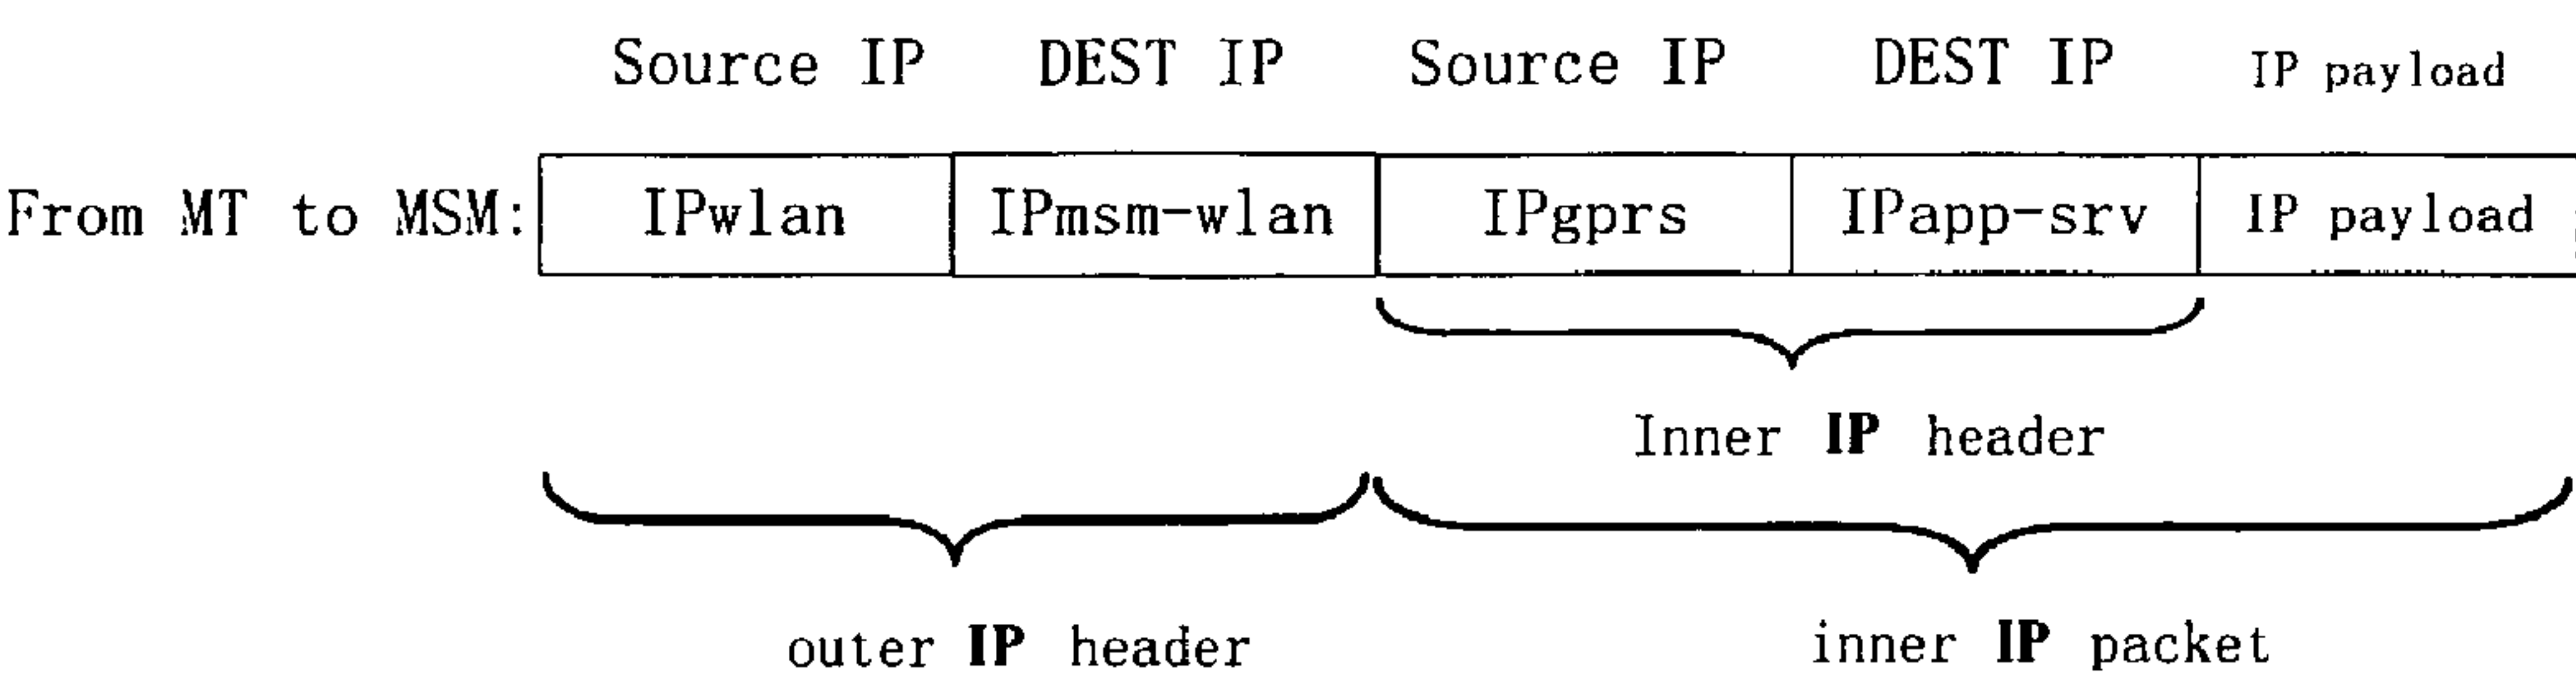 Source IP DEST IP Source IP DEST IP IP payload
From MT to MSM: IPwlan IPmsm-wlan IPgprs IPapp-srv IP payload
Inner IP header
outer IP header inner IP packet